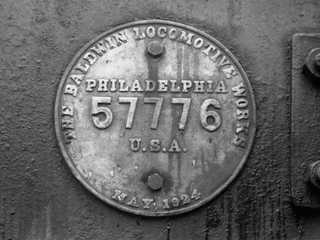 THE BALDWIN LOCOMOTIVE WORKS
PHILADELPHIA
57776
U.S.A.
MAY, 1924